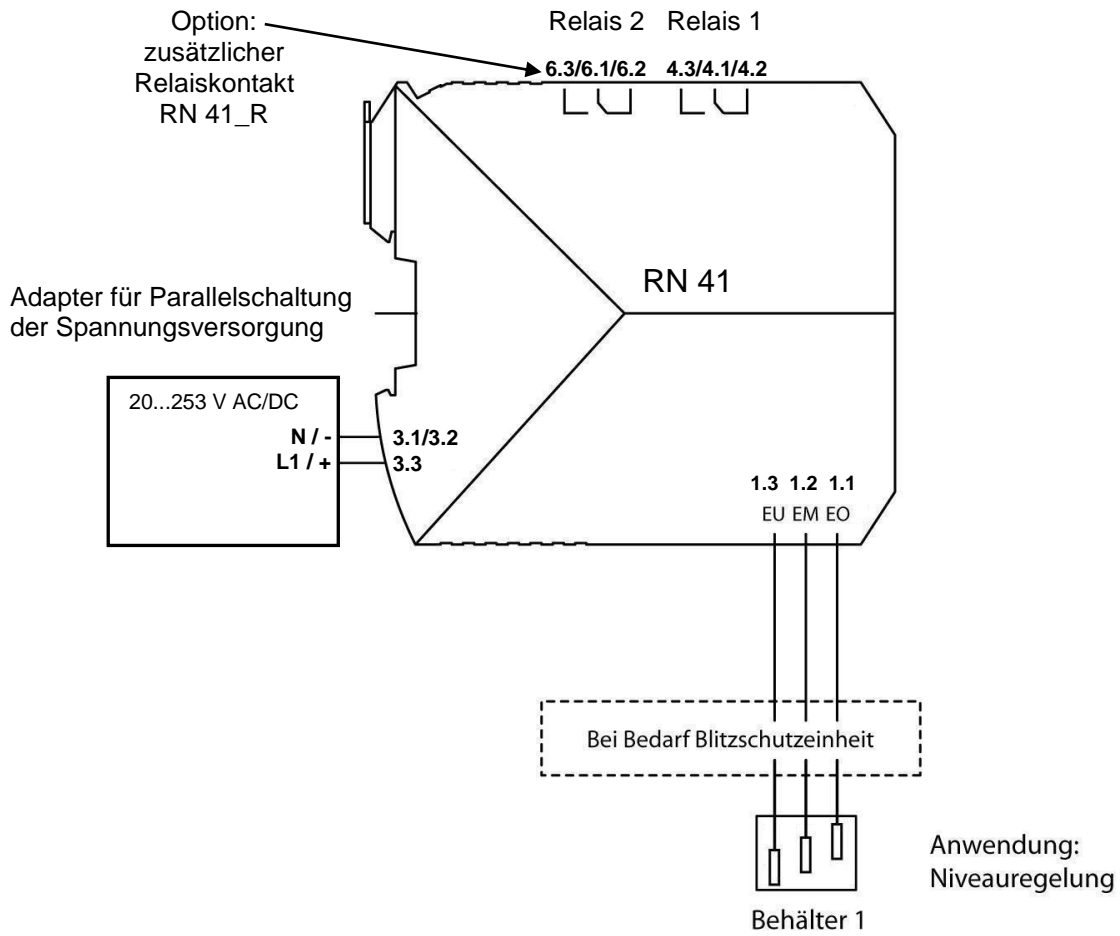 Option:
zusätzlicher
Relaiskontakt
RN 41_R
Relais 2 Relais 1
6.3/6.1/6.2 4.3/4.1/4.2
RN 41
Adapter für Parallelschaltung
der Spannungsversorgung
20...253 V AC/DC
N / - 3.1/3.2
L1 / + 3.3
1.3 1.2 1.1
EU EM EO
Bei Bedarf Blitzschutzeinheit
Anwendung:
Niveauregelung
Behälter 1